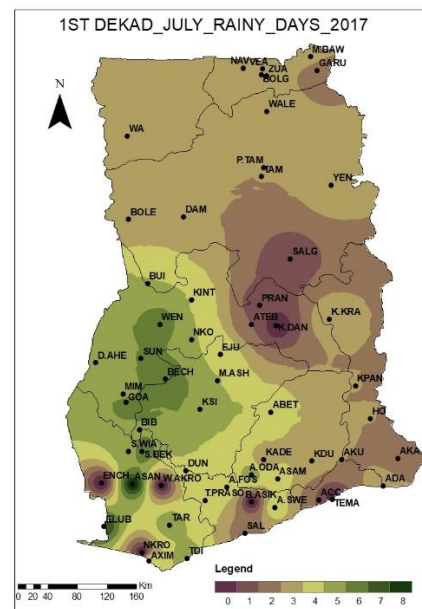 1ST DEKAD_JULY_RAINY_DAYS_2017
M.BAW
NAV VEA ZUA
GARU
BOLG
N
WALE
WA
P.TAM
TAM
YEN
BOLE
DAM
SALG
BUI
KINT
PRAN
WEN
ATEB
K.DAN
K.KRA
NKO
SUN
EJU
D.AHE
BECH
M.ASH
KPAN
MIM
GOA
KSI
ABET
HO
BIB
S.WIA
S.BEK
DUN
KADE
KDU
AKU
AKA
A.ODA
ASAM
ENCH
ASAN
W.AKRO
A.FOS
ADA
T.PRASO
B.ASIK
ACC
TEMA
A.SWE
ELUB
TAR
SAL
NKRO
AXIM
TDI
Legend
0 20 40 80 120 160
Km
0 1 2 3 4 5 6 7 8